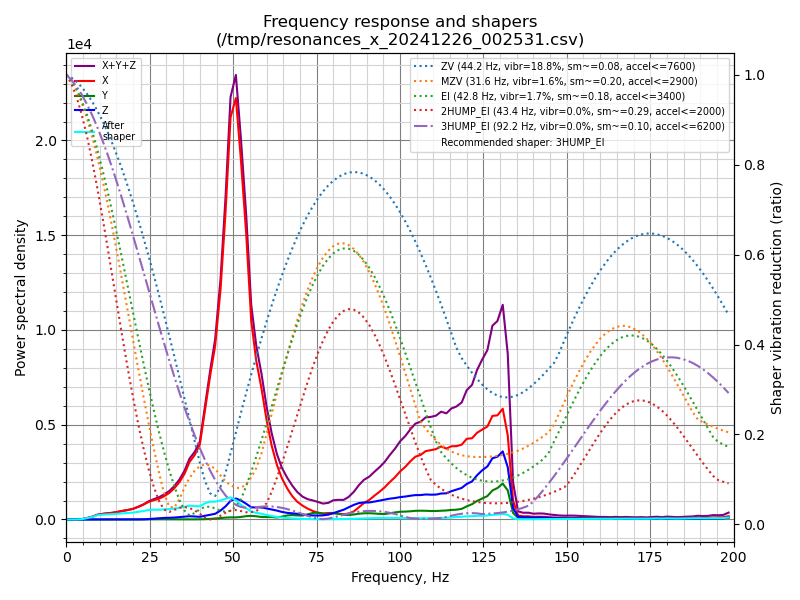 Frequency response and shapers
(/tmp/resonances_x_20241226_002531.csv)
1e4
X+Y+Z
X
Y
Z
After
shaper
ZV (44.2 Hz, vibr=18.8%, sm~=0.08, accel<=7600)
MZV (31.6 Hz, vibr=1.6%, sm~=0.20, accel<=2900)
EI (42.8 Hz, vibr=1.7%, sm~=0.18, accel<=3400)
2HUMP_EI (43.4 Hz, vibr=0.0%, sm~=0.29, accel<=2000)
3HUMP_EI (92.2 Hz, vibr=0.0%, sm~=0.10, accel<=6200)
Recommended shaper: 3HUMP_EI
Power spectral density
2.0
1.5
1.0
0.5
0.0
1.0
0.8
0.6
0.4
0.2
0.0
Shaper vibration reduction (ratio)
0 25 50 75 100 125 150 175 200
Frequency, Hz